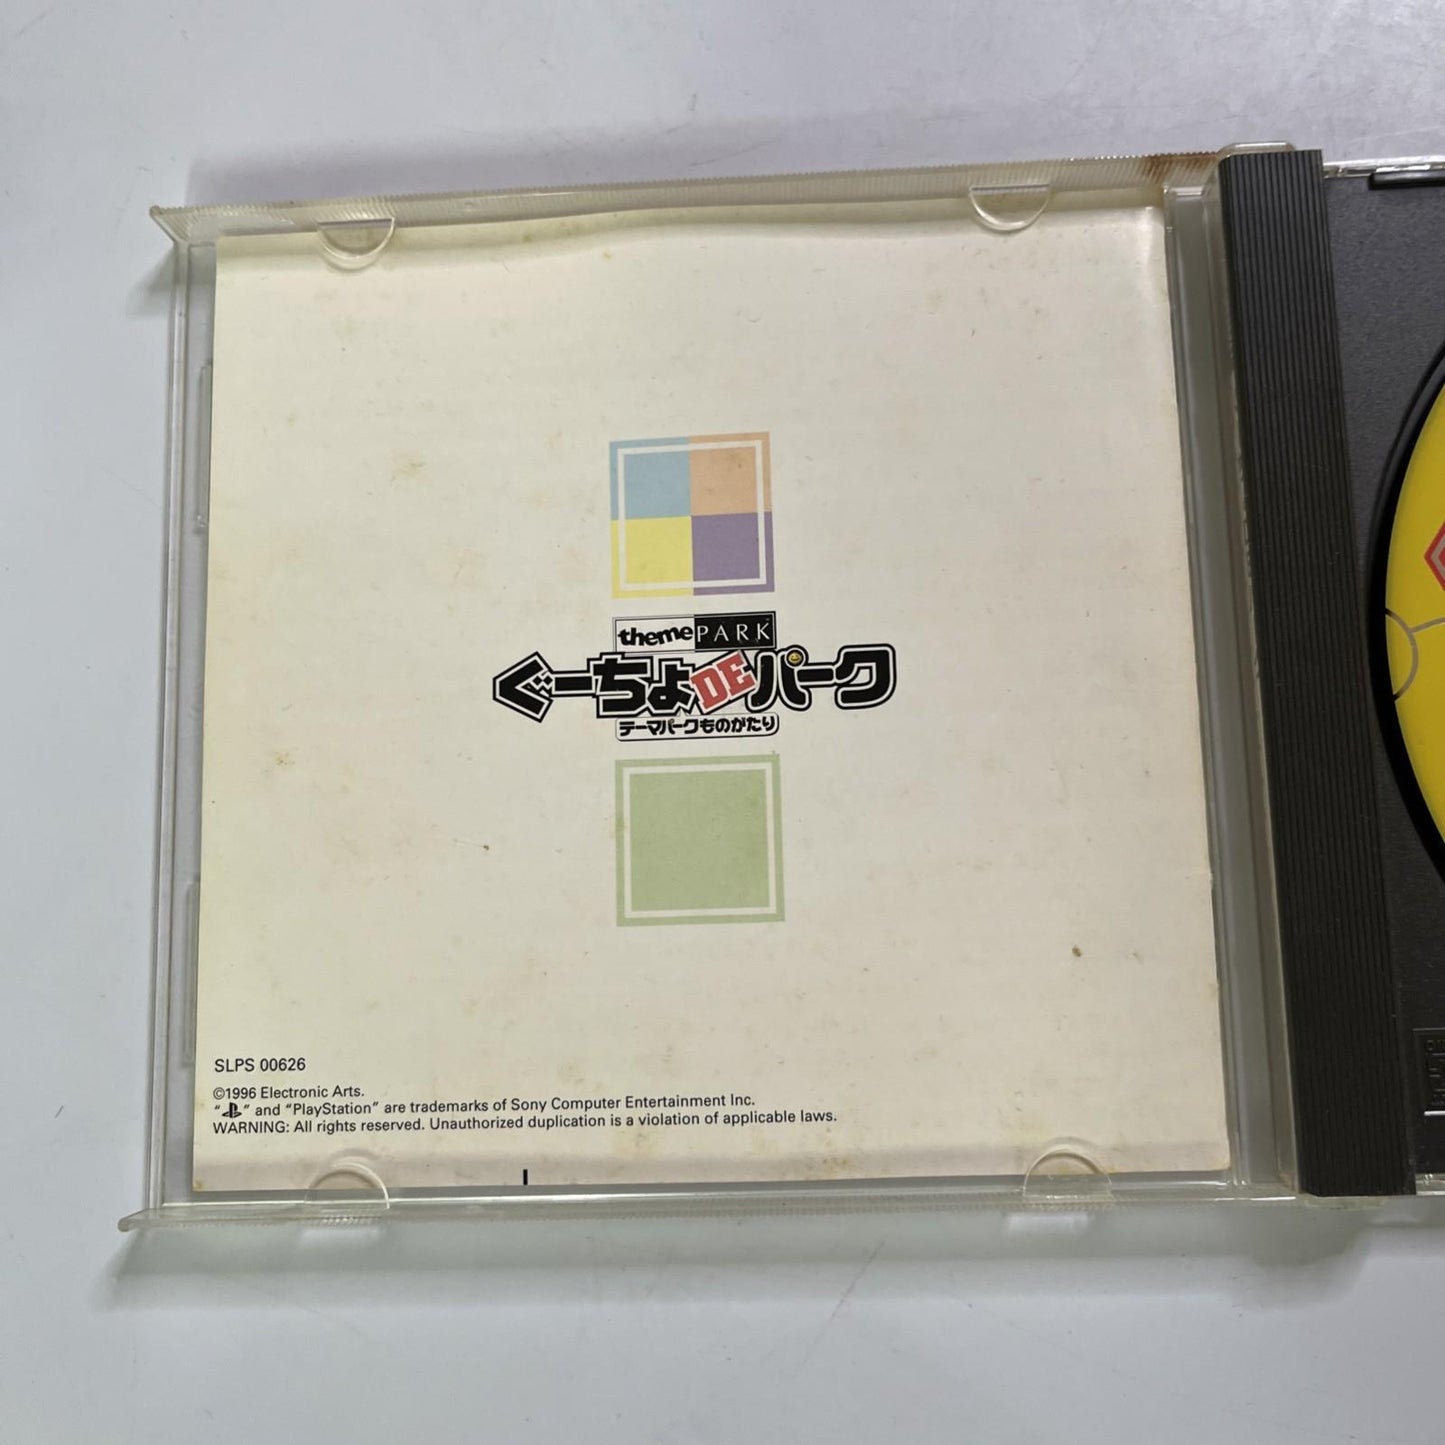 theme PARK
ぐーちょDEパーク
テーマパークものがたり
SLPS 00626
©1996 Electronic Arts.
“ ” and “PlayStation” are trademarks of Sony Computer Entertainment Inc.
WARNING: All rights reserved. Unauthorized duplication is a violation of applicable laws.